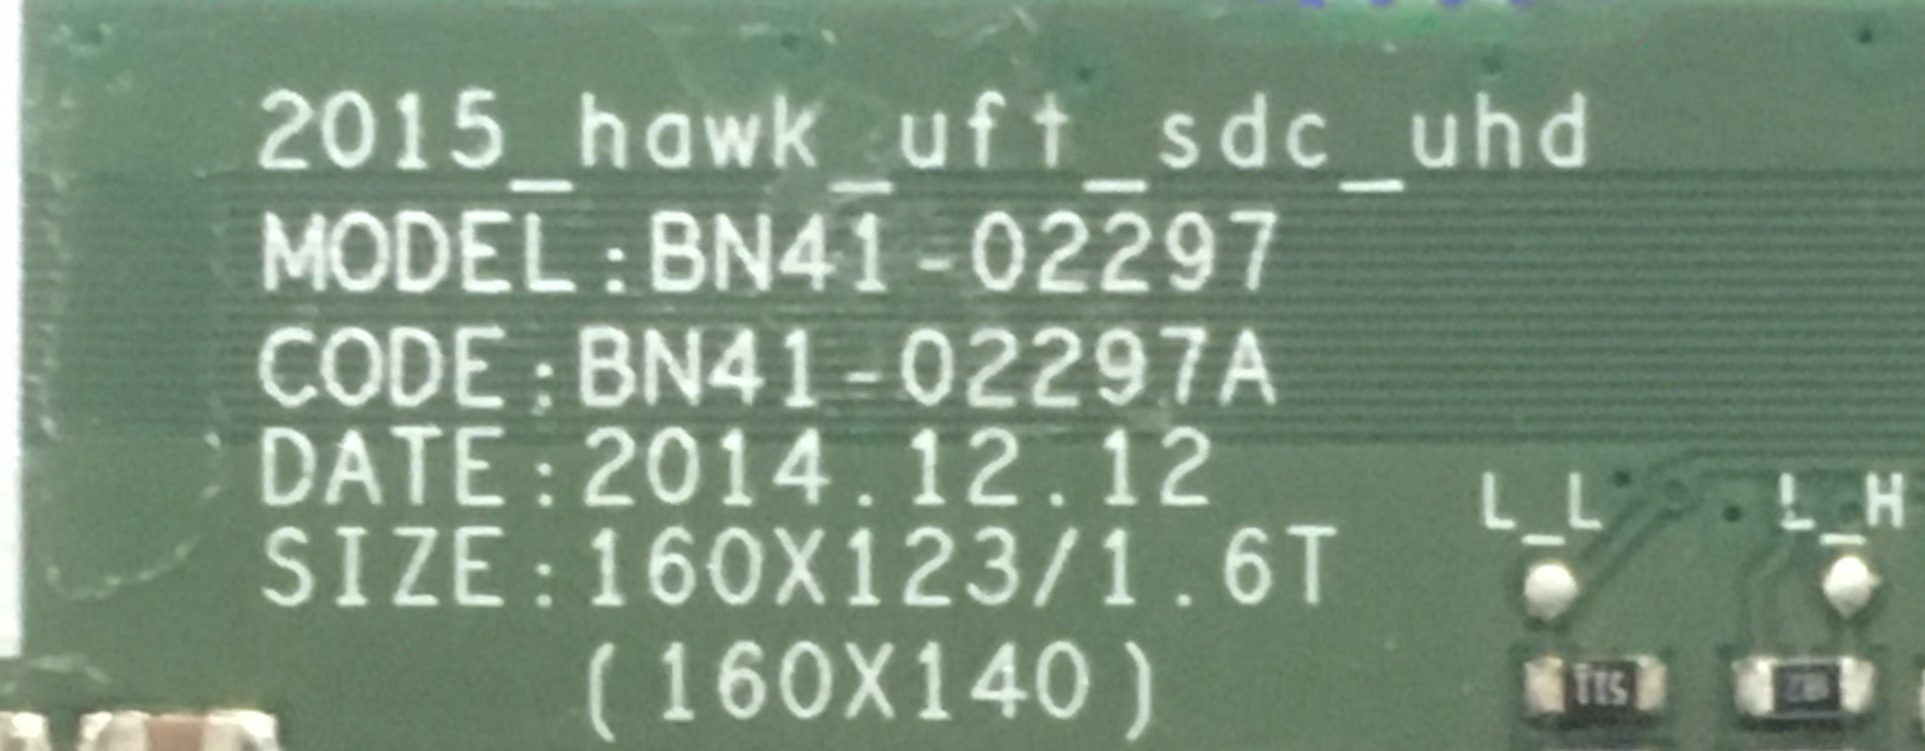 2015_hawk_uft_sdc_uhd
MODEL:BN41-02297
CODE:BN41-02297A
DATE:2014.12.12
SIZE:160X123/1.6T
(160X140)
L_L L_H